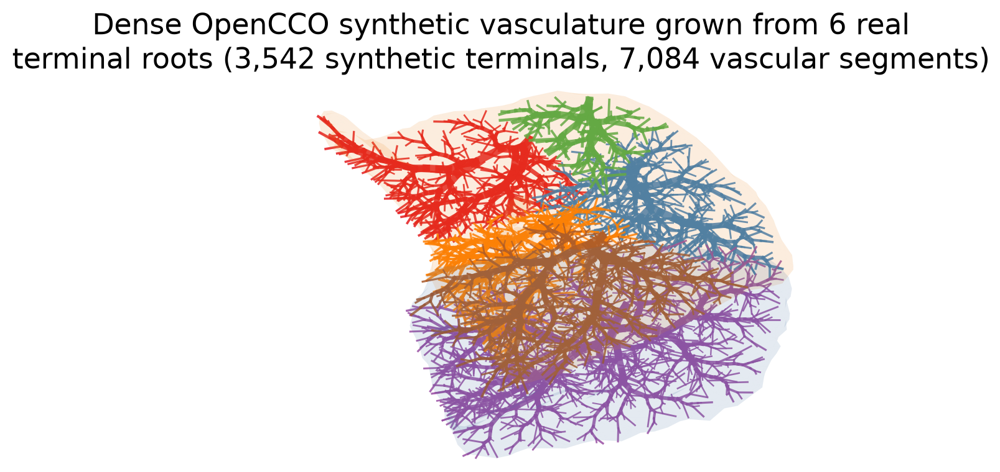 Dense OpenCCO synthetic vasculature grown from 6 real
terminal roots (3,542 synthetic terminals, 7,084 vascular segments)